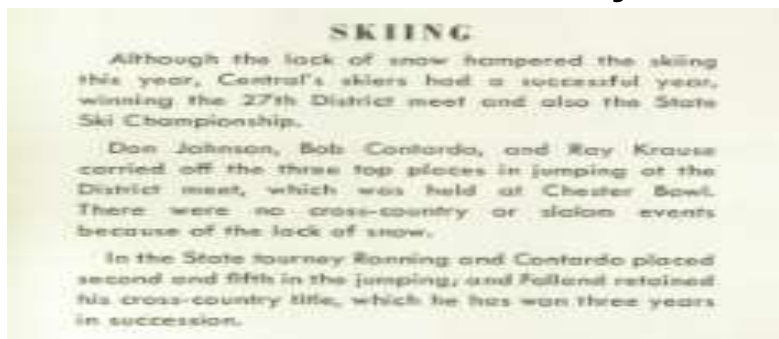 SKIING
Although the lack of snow hampered the skiing
this year, Central's skiers had a successful year,
winning the 27th District meet and also the State
Ski Championship.
Don Johnson, Bob Contardo, and Ray Krause
carried off the three top places in jumping at the
District meet, which was held at Chester Bowl.
There were no cross-country or slalom events
because of the lack of snow.
In the State tourney Ronning and Contardo placed
second and fifth in the jumping, and Folland retained
his cross-country title, which he has won three years
in succession.